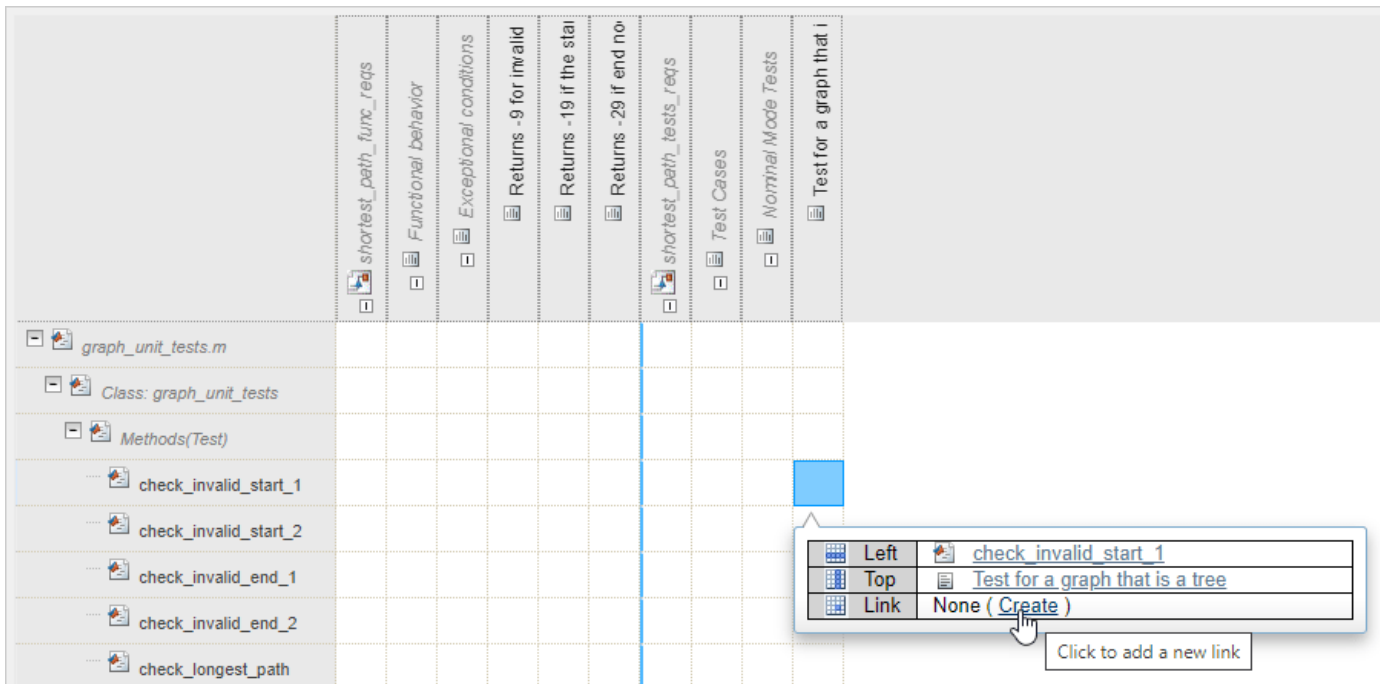 shortest_path_func_reqs
Functional behavior
Exceptional conditions
Returns -9 for invalid
Returns -19 if the star
Returns -29 if end no
shortest_path_tests_reqs
Test Cases
Nominal Mode Tests
Test for a graph that i
graph_unit_tests.m
Class: graph_unit_tests
Methods(Test)
check_invalid_start_1
check_invalid_start_2
check_invalid_end_1
check_invalid_end_2
check_longest_path
Left check_invalid_start_1
Top Test for a graph that is a tree
Link None ( Create )
Click to add a new link